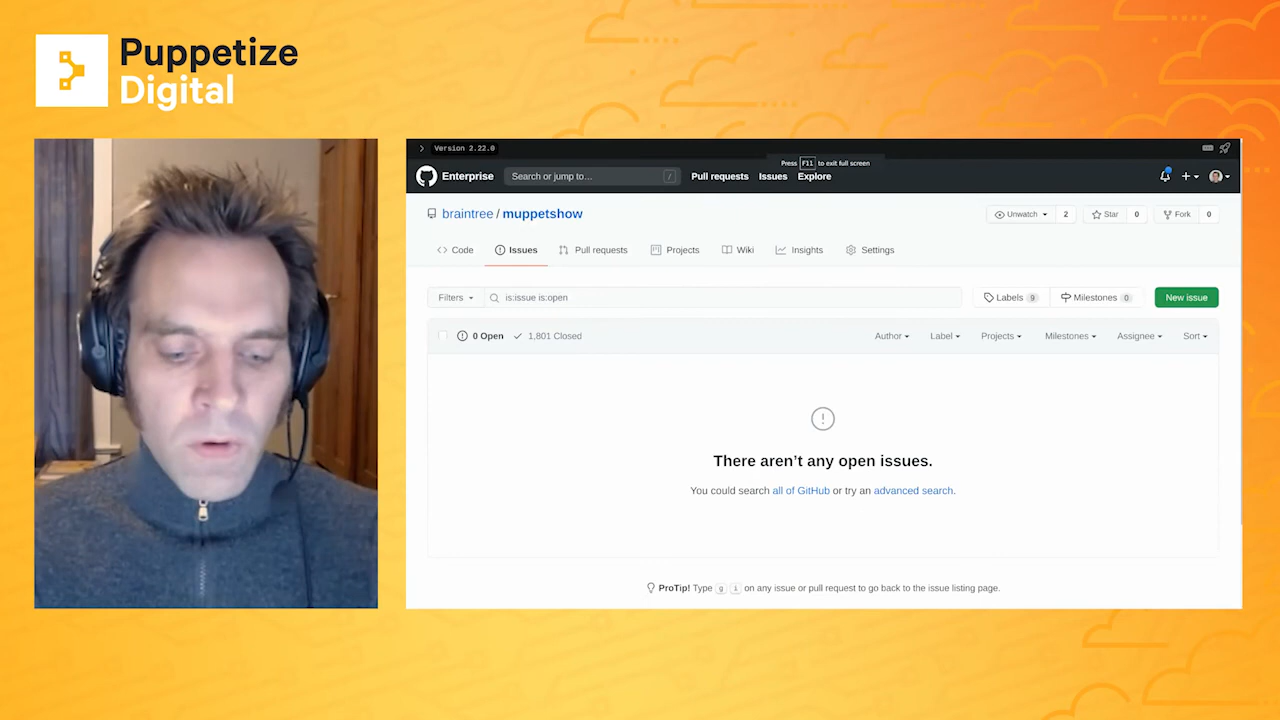 Puppetize
Digital
Version 2.22.0
Press F11 to exit full screen
Enterprise Search or jump to… / Pull requests Issues Explore
braintree / muppetshow Unwatch 2 Star 0 Fork 0
Code Issues Pull requests Projects Wiki Insights Settings
Filters is:issue is:open Labels 9 Milestones 0 New issue
0 Open 1,801 Closed Author Label Projects Milestones Assignee Sort
There aren’t any open issues.
You could search all of GitHub or try an advanced search.
ProTip! Type g i on any issue or pull request to go back to the issue listing page.